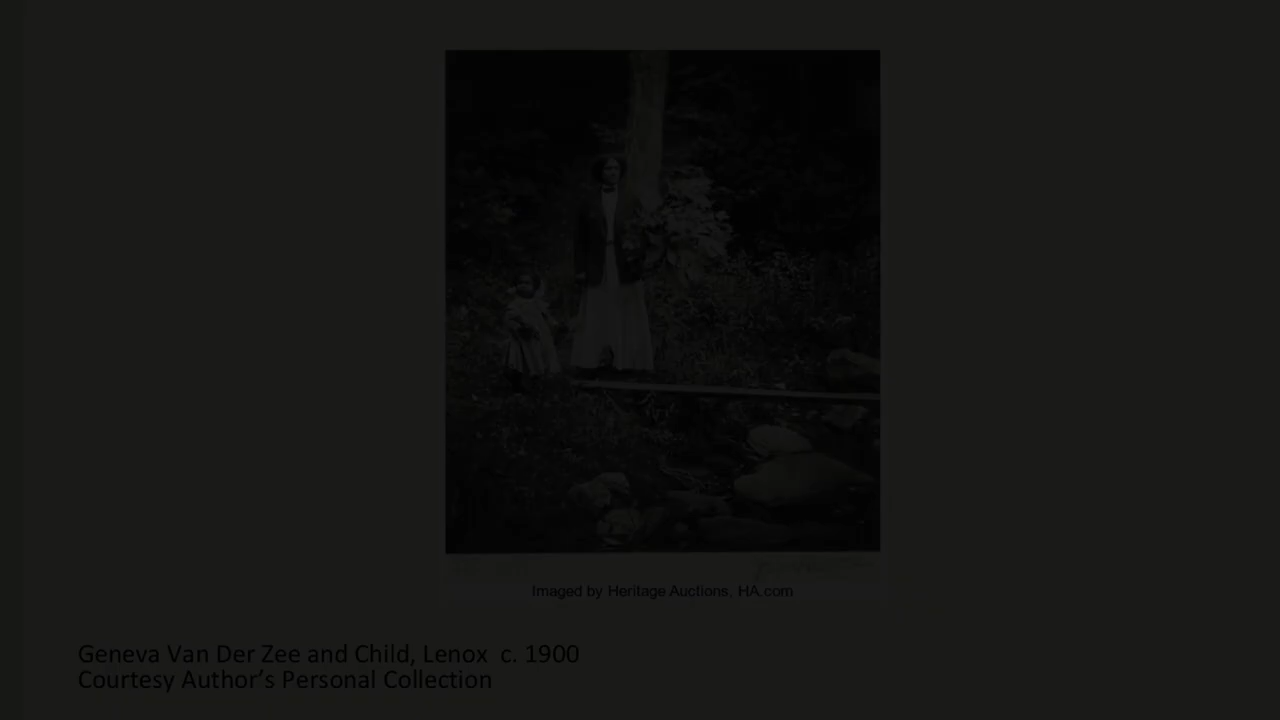 Imaged by Heritage Auctions, HA.com
Geneva Van Der Zee and Child, Lenox c. 1900
Courtesy Author’s Personal Collection